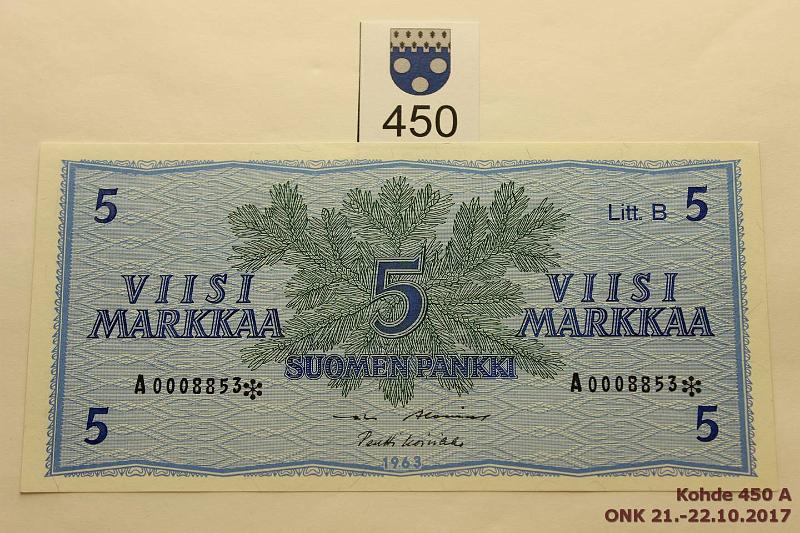 450
5 Litt. B 5
5
VIISI VIISI
MARKKAA MARKKAA
SUOMEN PANKKI
A0008853* A0008853*
5 5
1963
Kohde 450 A
ONK 21.-22.10.2017